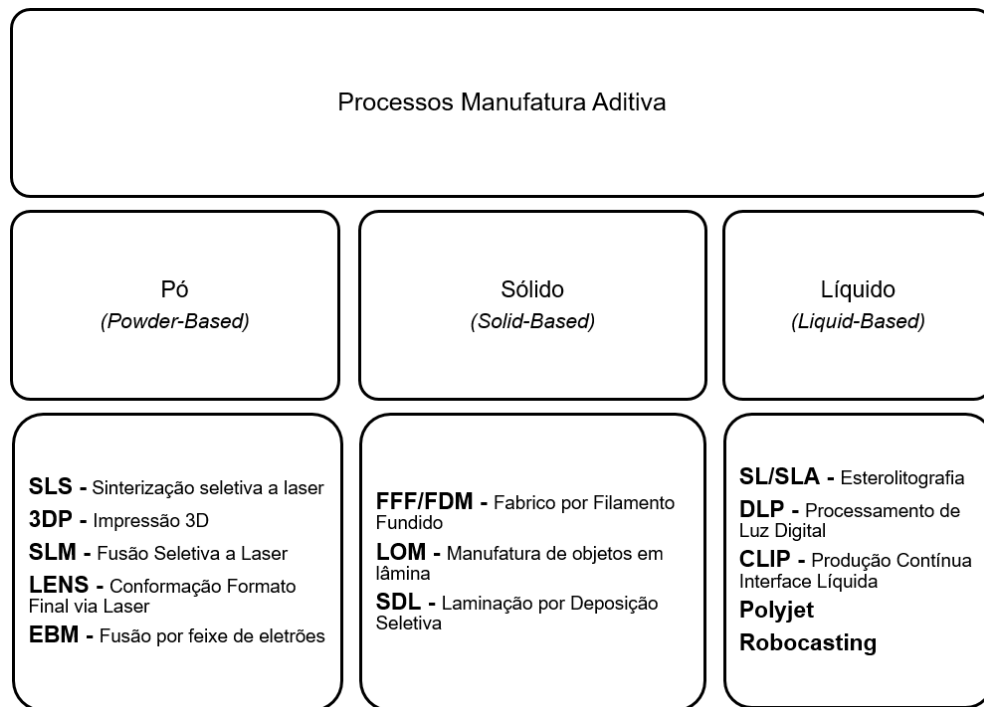 Processos Manufatura Aditiva
Pó
(Powder-Based)
Sólido
(Solid-Based)
Líquido
(Liquid-Based)
SLS - Sinterização seletiva a laser
3DP - Impressão 3D
SLM - Fusão Seletiva a Laser
LENS - Conformação Formato
Final via Laser
EBM - Fusão por feixe de eletrões
FFF/FDM - Fabrico por Filamento
Fundido
LOM - Manufatura de objetos em
lâmina
SDL - Laminação por Deposição
Seletiva
SL/SLA - Esterolitografia
DLP - Processamento de
Luz Digital
CLIP - Produção Contínua
Interface Líquida
Polyjet
Robocasting